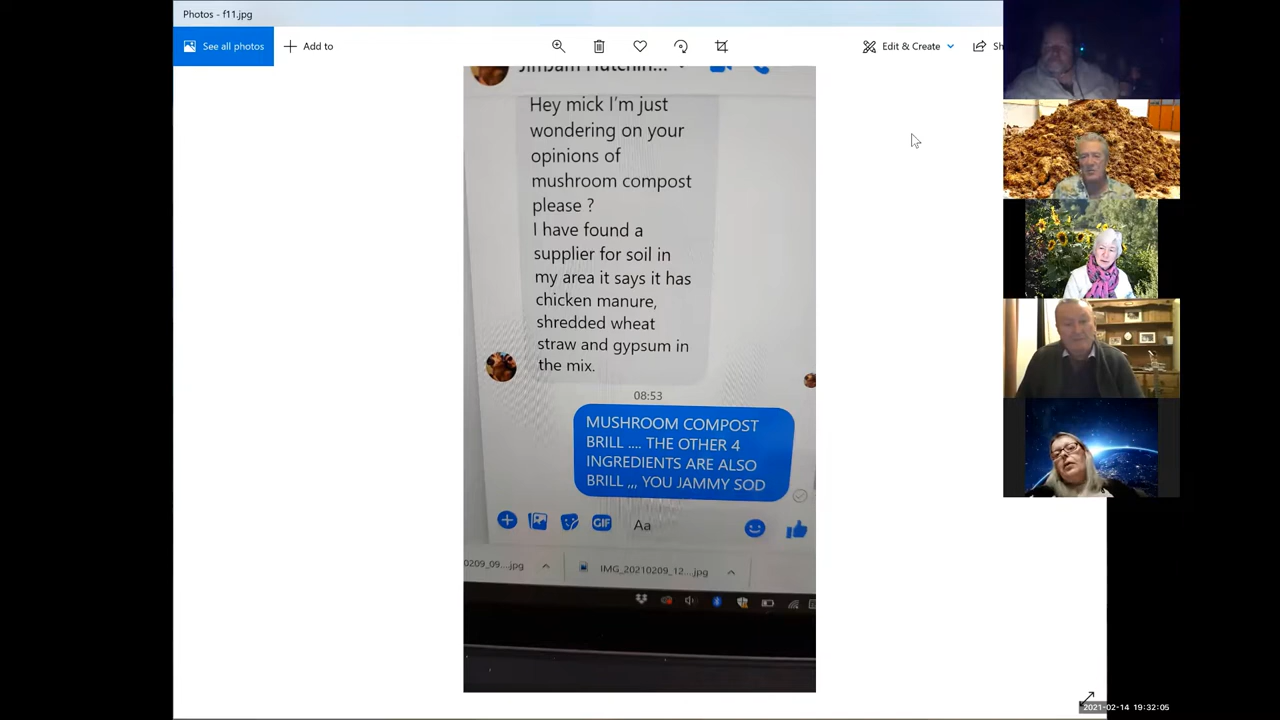 Photos - f11.jpg
See all photos
Add to
Edit & Create
Hey mick I'm just
wondering on your
opinions of
mushroom compost
please ?
I have found a
supplier for soil in
my area it says it has
chicken manure,
shredded wheat
straw and gypsum in
the mix.
08:53
MUSHROOM COMPOST
BRILL .... THE OTHER 4
INGREDIENTS ARE ALSO
BRILL ,,, YOU JAMMY SOD
GIF
Aa
0209_09....jpg
IMG_20210209_12....jpg
2021-02-14 19:32:05